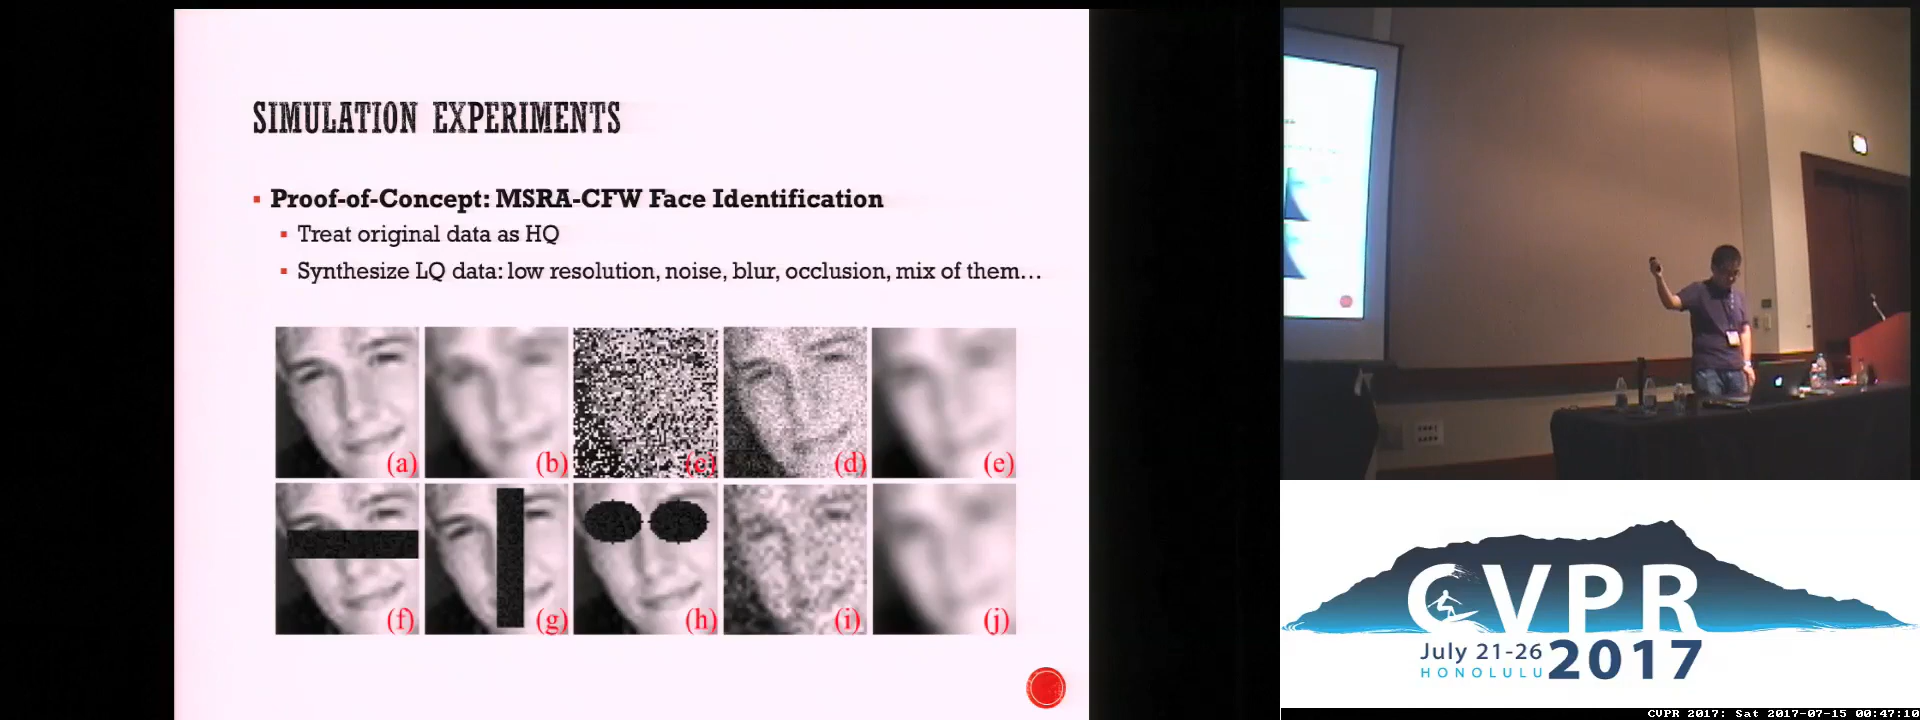 SIMULATION EXPERIMENTS
Proof-of-Concept: MSRA-CFW Face Identification
Treat original data as HQ
Synthesize LQ data: low resolution, noise, blur, occlusion, mix of them…
(a) (b) (c) (d) (e)
(f) (g) (h) (i) (j)
CVPR
July 21-26
HONOLULU
2017
CVPR 2017: Sat 2017-07-15 00:47:10